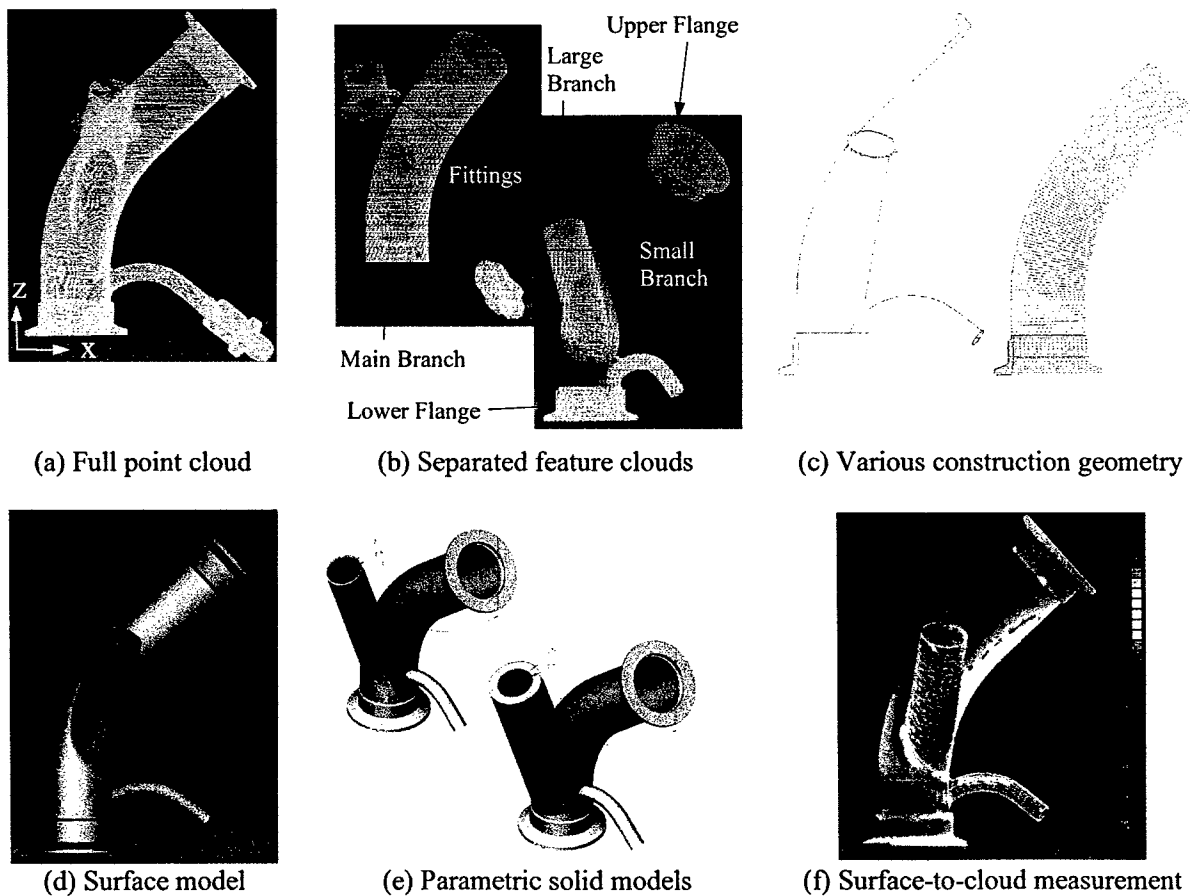 Upper Flange
Large
Branch
Fittings
Small
Branch
Z
X
Main Branch
Lower Flange
(a) Full point cloud
(b) Separated feature clouds
(c) Various construction geometry
(d) Surface model
(e) Parametric solid models
(f) Surface-to-cloud measurement